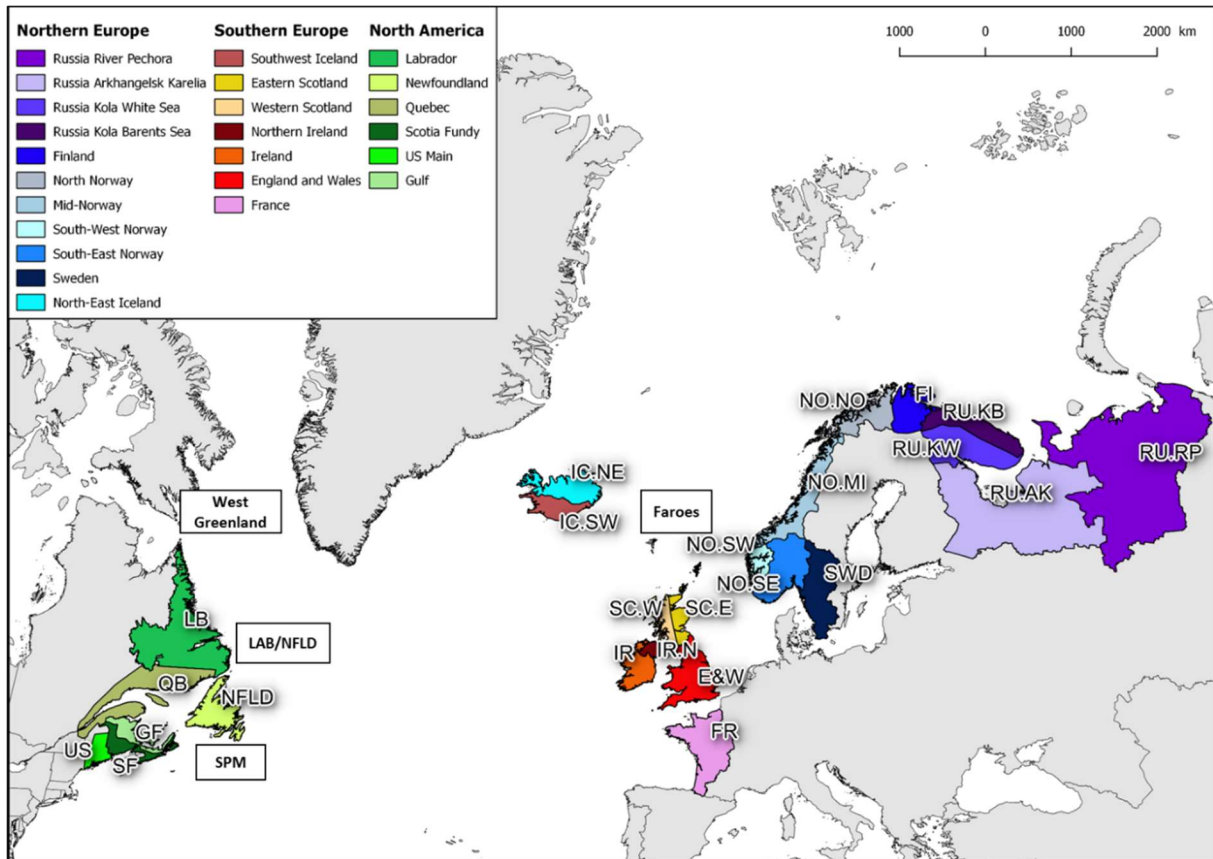 Northern Europe
Russia River Pechora
Russia Arkhangelsk Karelia
Russia Kola White Sea
Russia Kola Barents Sea
Finland
North Norway
Mid-Norway
South-West Norway
South-East Norway
Sweden
North-East Iceland
Southern Europe
Southwest Iceland
Eastern Scotland
Western Scotland
Northern Ireland
Ireland
England and Wales
France
North America
Labrador
Newfoundland
Quebec
Scotia Fundy
US Main
Gulf
1000 0 1000 2000 km
NO.NO
FI
RU.KB
RU.KW
RU.RP
IC.NE
NO.MI
RU.AK
West
Greenland
IC.SW
Faroes
NO.SW
SWD
NO.SE
SC.W
SC.E
LB
LAB/NFLD
IR
IR.N
QB
E&W
NFLD
FR
GF
US
SF
SPM